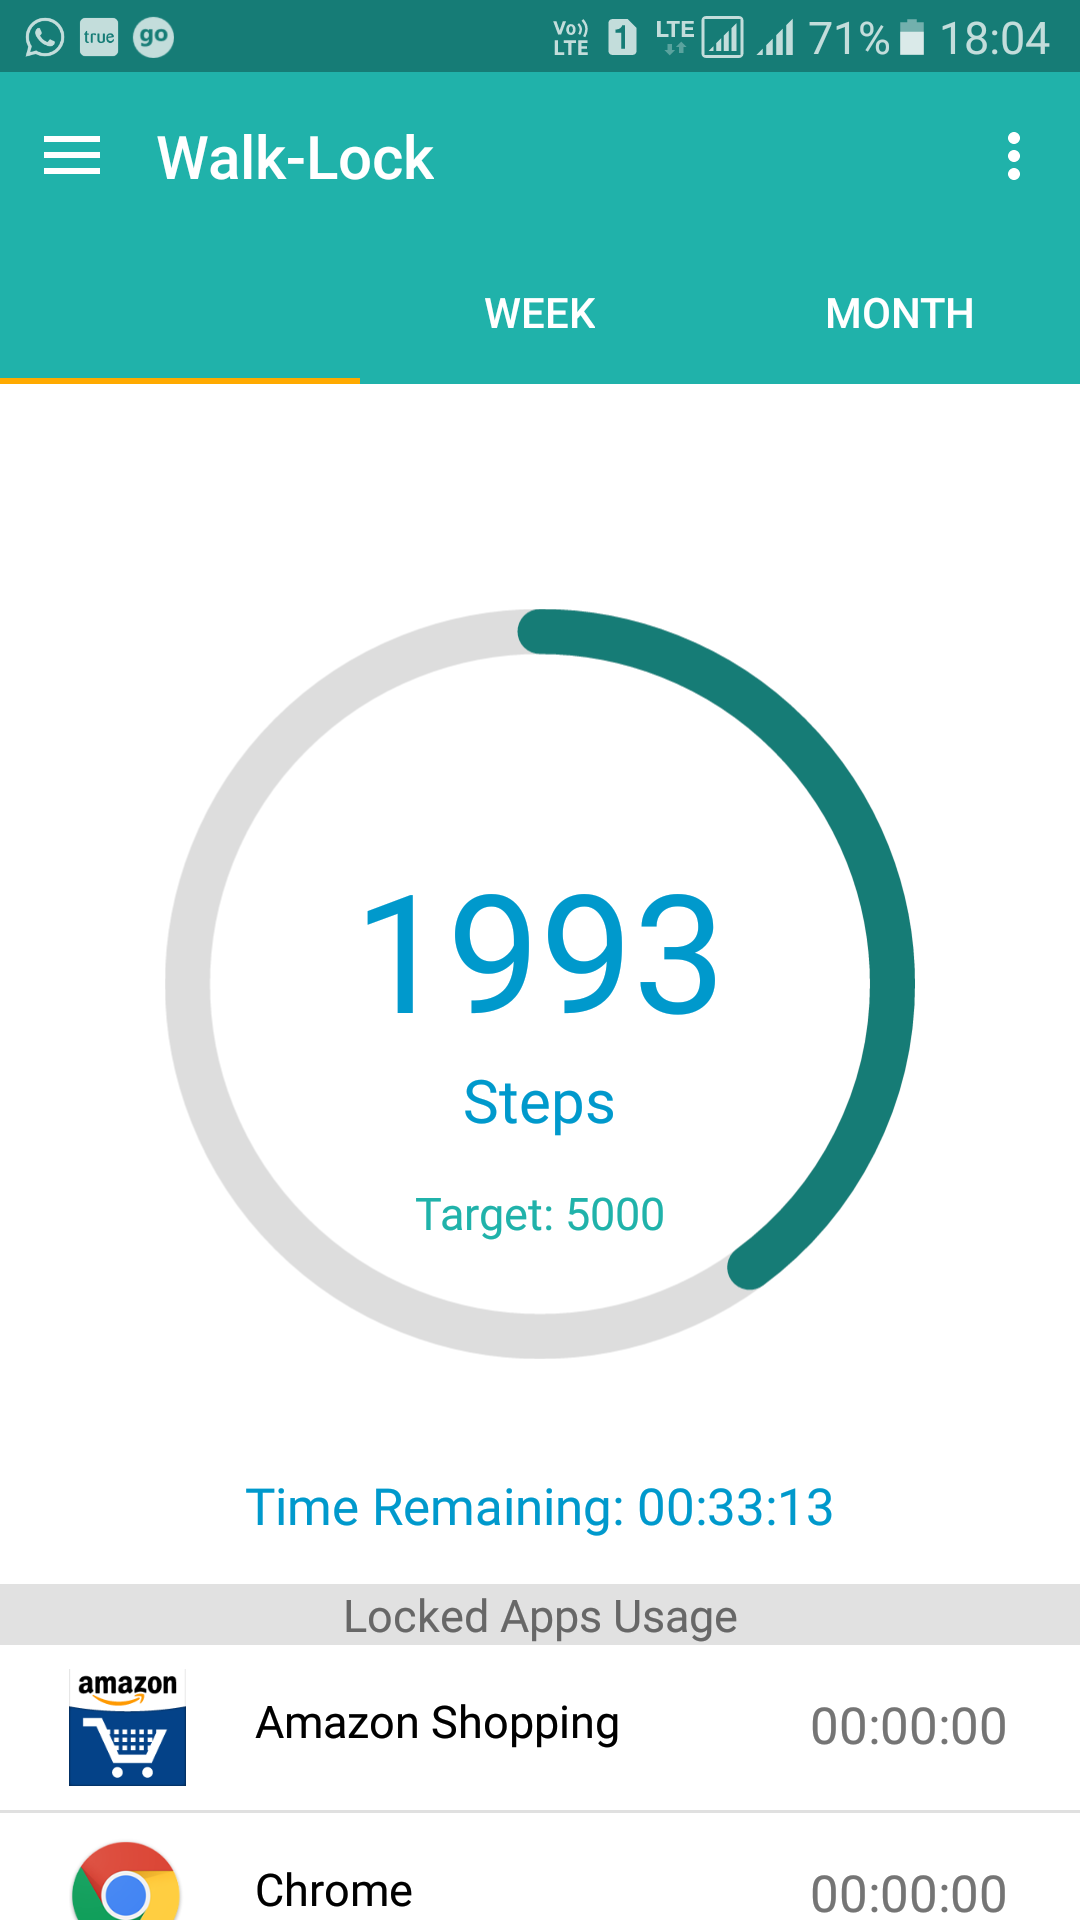 true go Vo)) LTE 1 LTE 71% 18:04
Walk-Lock
WEEK MONTH
1993
Steps
Target: 5000
Time Remaining: 00:33:13
Locked Apps Usage
amazon
Amazon Shopping 00:00:00
Chrome 00:00:00